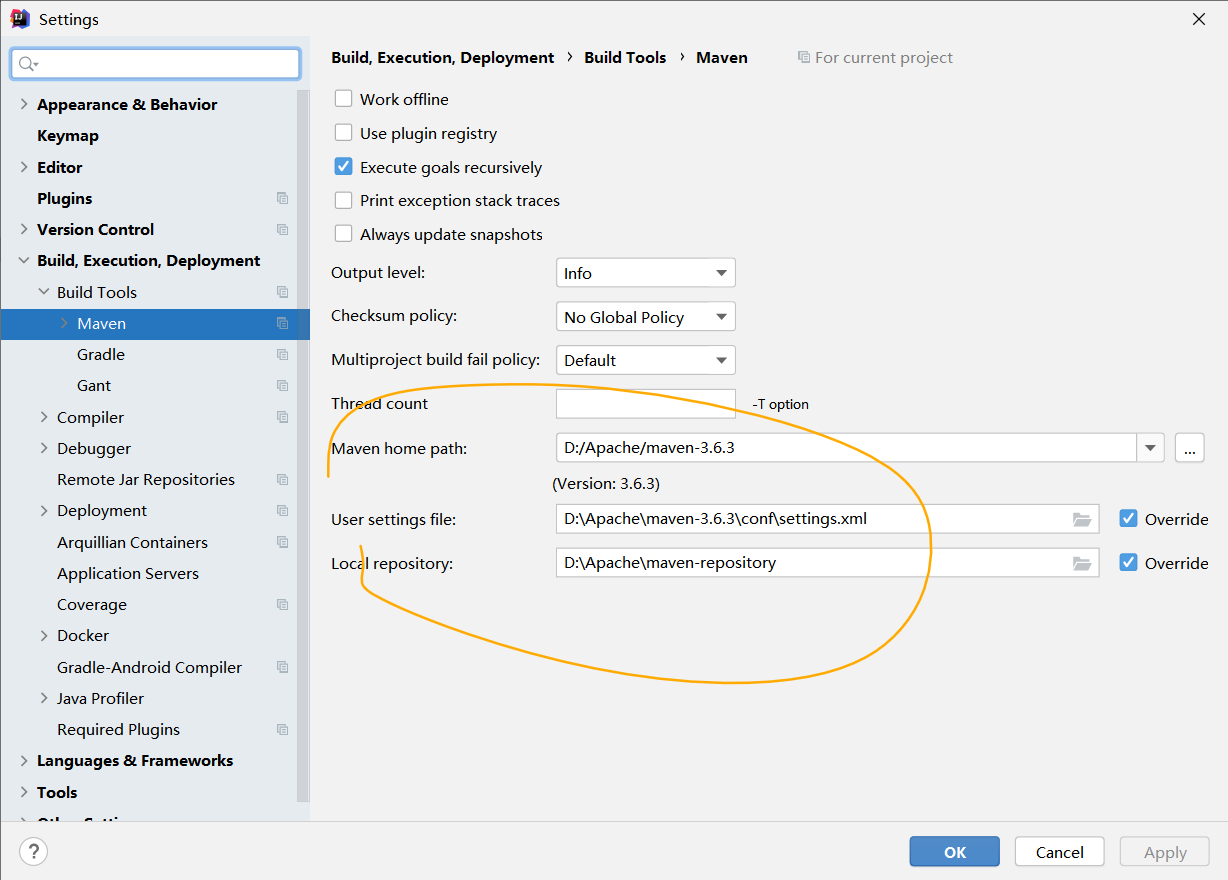 Settings
Build, Execution, Deployment › Build Tools › Maven For current project
Appearance & Behavior
Keymap
Editor
Plugins
Version Control
Build, Execution, Deployment
Build Tools
Maven
Gradle
Gant
Compiler
Debugger
Remote Jar Repositories
Deployment
Arquillian Containers
Application Servers
Coverage
Docker
Gradle-Android Compiler
Java Profiler
Required Plugins
Languages & Frameworks
Tools
Work offline
Use plugin registry
Execute goals recursively
Print exception stack traces
Always update snapshots
Output level: Info
Checksum policy: No Global Policy
Multiproject build fail policy: Default
Thread count -T option
Maven home path: D:/Apache/maven-3.6.3 ...
(Version: 3.6.3)
User settings file: D:\Apache\maven-3.6.3\conf\settings.xml Override
Local repository: D:\Apache\maven-repository Override
? OK Cancel Apply